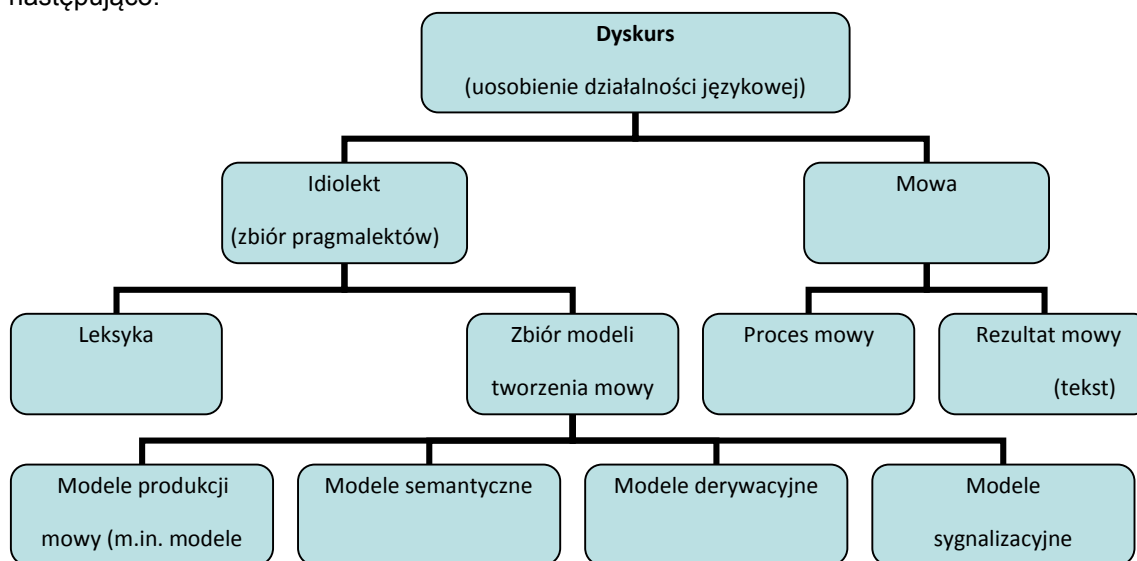 następująco:
Dyskurs
(uosobienie działalności językowej)
Idiolekt
(zbiór pragmalektów)
Mowa
Leksyka
Zbiór modeli
tworzenia mowy
Proces mowy
Rezultat mowy
(tekst)
Modele produkcji
mowy (m.in. modele
Modele semantyczne
Modele derywacyjne
Modele
sygnalizacyjne